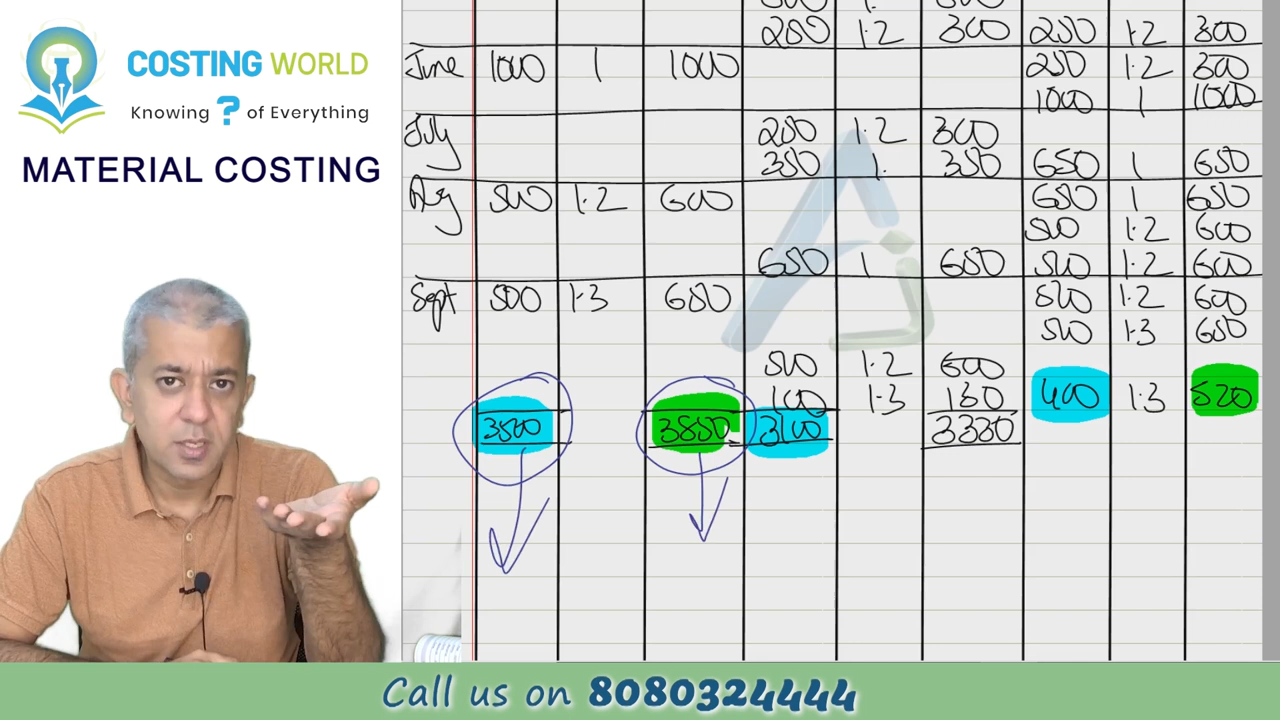 COSTING WORLD
Knowing ? of Everything
MATERIAL COSTING
250 1.2 300 250 1.2 300
June 1000 1 1000 250 1.2 300
1000 1 1000
July 250 1.2 300
350 1. 350 650 1 650
Aug 500 1.2 600 650 1 650
500 1.2 600
650 1 650 500 1.2 600
Sept 500 1.3 650 500 1.2 600
500 1.3 650
500 1.2 600
100 1.3 130 400 1.3 520
3500 3850 3100 3330
Call us on 8080324444